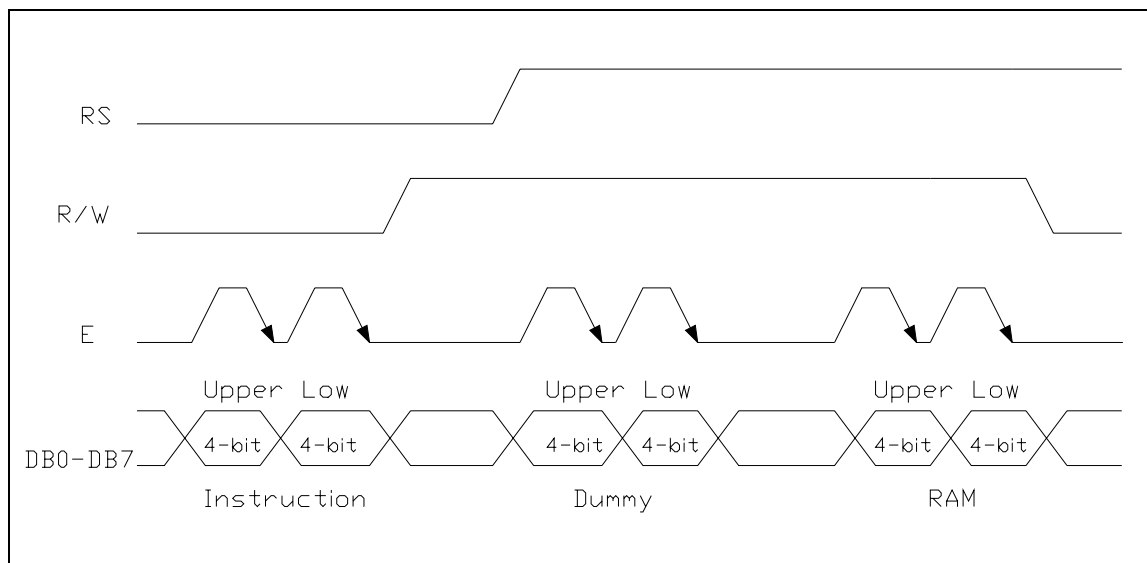 RS
R/W
E
Upper Low Upper Low Upper Low
DB0-DB7 4-bit 4-bit 4-bit 4-bit 4-bit 4-bit
Instruction Dummy RAM